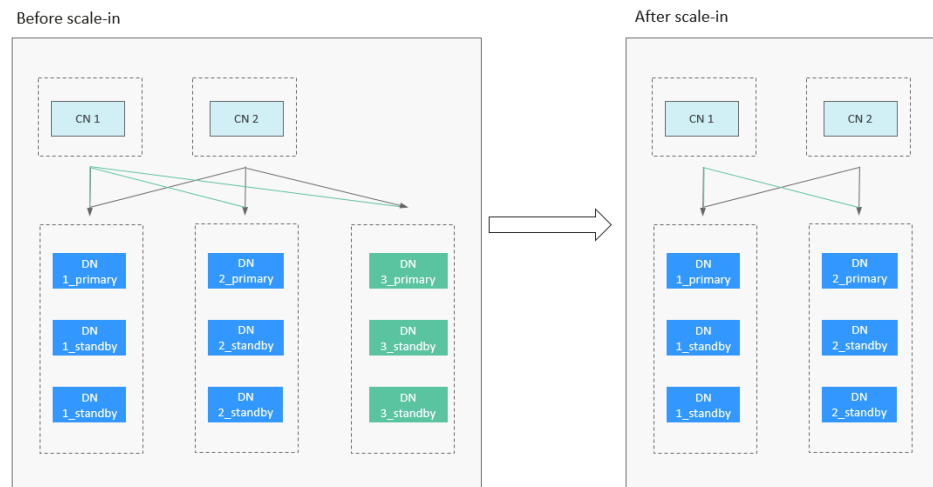 Before scale-in
After scale-in
CN 1
CN 2
CN 1
CN 2
DN
1_primary
DN
2_primary
DN
3_primary
DN
1_primary
DN
2_primary
DN
1_standby
DN
2_standby
DN
3_standby
DN
1_standby
DN
2_standby
DN
1_standby
DN
2_standby
DN
3_standby
DN
1_standby
DN
2_standby